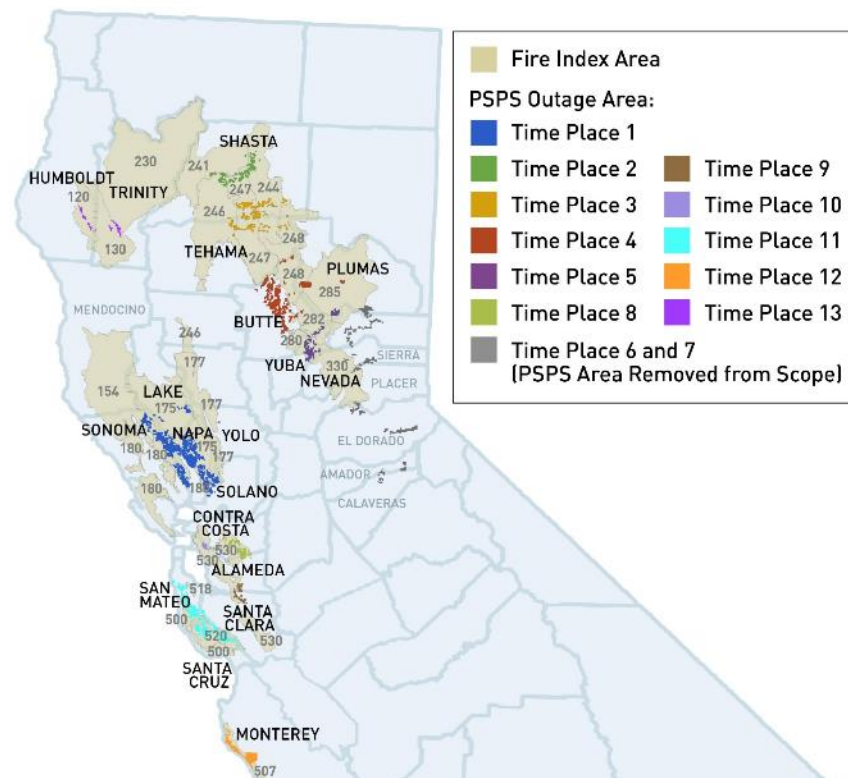 Fire Index Area
PSPS Outage Area:
Time Place 1
Time Place 2
Time Place 3
Time Place 4
Time Place 5
Time Place 8
Time Place 6 and 7
(PSPS Area Removed from Scope)
Time Place 9
Time Place 10
Time Place 11
Time Place 12
Time Place 13
SHASTA
230
241
HUMBOLDT
TRINITY
120
247
244
246
130
TEHAMA
248
247
248
PLUMAS
285
MENDOCINO
BUTTE
282
280
246
YUBA
SIERRA
330
NEVADA
PLACER
177
154
LAKE
175
177
SONOMA
NAPA
YOLO
EL DORADO
180
180
175
177
AMADOR
180
SOLANO
CALAVERAS
CONTRA
COSTA
530
530
ALAMEDA
518
SAN
MATEO
500
SANTA
CLARA
520
530
500
SANTA
CRUZ
MONTEREY
507